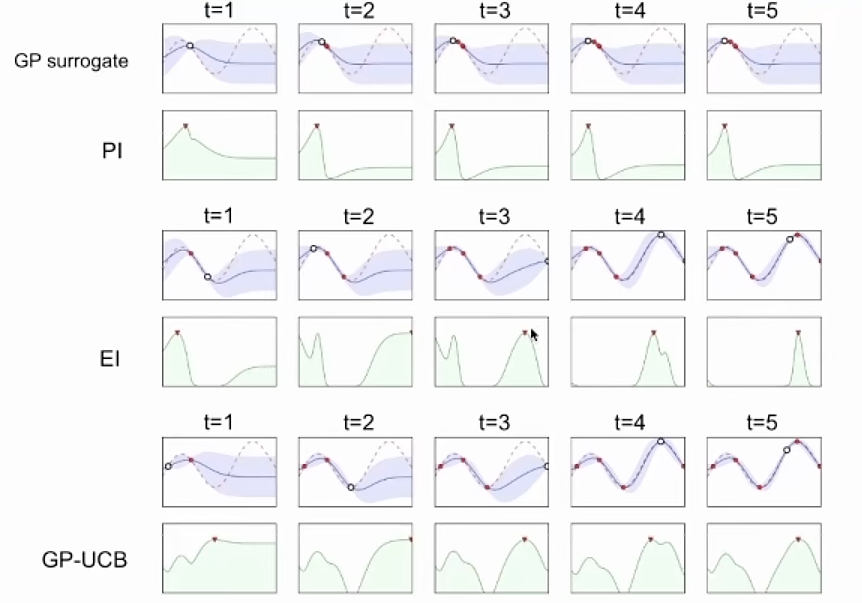 t=1 t=2 t=3 t=4 t=5
GP surrogate
PI
t=1 t=2 t=3 t=4 t=5
EI
t=1 t=2 t=3 t=4 t=5
GP-UCB